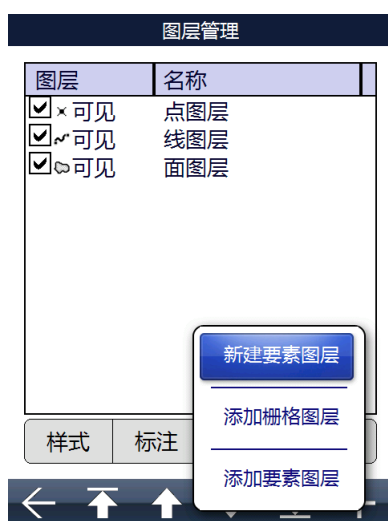 图层管理
图层 名称
可见 点图层
可见 线图层
可见 面图层
新建要素图层
添加栅格图层
样式 标注
添加要素图层